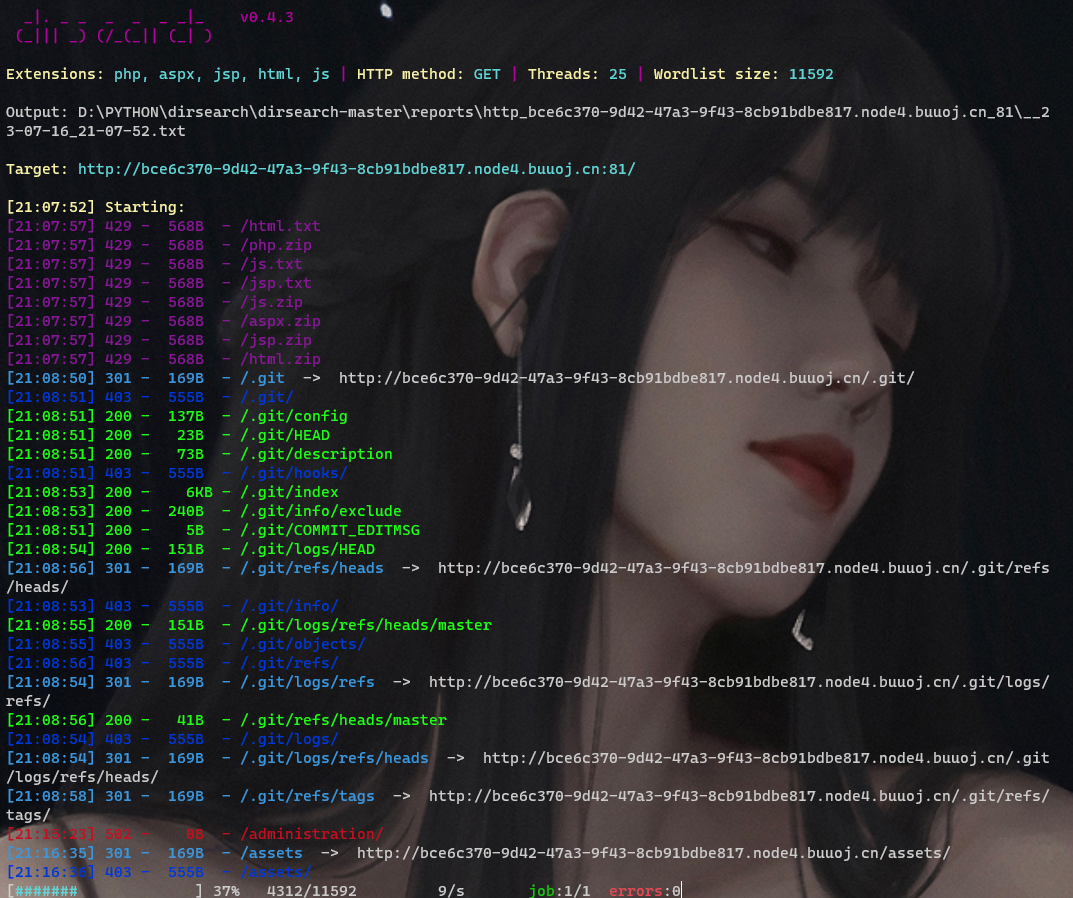 _|. _ _  _  _  _ _|_    v0.4.3
(_||| _) (/_(_|| (_| )
Extensions: php, aspx, jsp, html, js | HTTP method: GET | Threads: 25 | Wordlist size: 11592
Output: D:\PYTHON\dirsearch\dirsearch-master\reports\http_bce6c370-9d42-47a3-9f43-8cb91bdbe817.node4.buuoj.cn_81\__2
3-07-16_21-07-52.txt
Target: http://bce6c370-9d42-47a3-9f43-8cb91bdbe817.node4.buuoj.cn:81/
[21:07:52] Starting:
[21:07:57] 429 -  568B  - /html.txt
[21:07:57] 429 -  568B  - /php.zip
[21:07:57] 429 -  568B  - /js.txt
[21:07:57] 429 -  568B  - /jsp.txt
[21:07:57] 429 -  568B  - /js.zip
[21:07:57] 429 -  568B  - /aspx.zip
[21:07:57] 429 -  568B  - /jsp.zip
[21:07:57] 429 -  568B  - /html.zip
[21:08:50] 301 -  169B  - /.git  ->  http://bce6c370-9d42-47a3-9f43-8cb91bdbe817.node4.buuoj.cn/.git/
[21:08:51] 403 -  555B  - /.git/
[21:08:51] 200 -  137B  - /.git/config
[21:08:51] 200 -   23B  - /.git/HEAD
[21:08:51] 200 -   73B  - /.git/description
[21:08:51] 403 -  555B  - /.git/hooks/
[21:08:53] 200 -    6KB - /.git/index
[21:08:53] 200 -  240B  - /.git/info/exclude
[21:08:51] 200 -    5B  - /.git/COMMIT_EDITMSG
[21:08:54] 200 -  151B  - /.git/logs/HEAD
[21:08:56] 301 -  169B  - /.git/refs/heads  ->  http://bce6c370-9d42-47a3-9f43-8cb91bdbe817.node4.buuoj.cn/.git/refs
/heads/
[21:08:53] 403 -  555B  - /.git/info/
[21:08:55] 200 -  151B  - /.git/logs/refs/heads/master
[21:08:55] 403 -  555B  - /.git/objects/
[21:08:56] 403 -  555B  - /.git/refs/
[21:08:54] 301 -  169B  - /.git/logs/refs  ->  http://bce6c370-9d42-47a3-9f43-8cb91bdbe817.node4.buuoj.cn/.git/logs/
refs/
[21:08:56] 200 -   41B  - /.git/refs/heads/master
[21:08:54] 403 -  555B  - /.git/logs/
[21:08:54] 301 -  169B  - /.git/logs/refs/heads  ->  http://bce6c370-9d42-47a3-9f43-8cb91bdbe817.node4.buuoj.cn/.git
/logs/refs/heads/
[21:08:58] 301 -  169B  - /.git/refs/tags  ->  http://bce6c370-9d42-47a3-9f43-8cb91bdbe817.node4.buuoj.cn/.git/refs/
tags/
[21:16:23] 502 -    0B  - /administration/
[21:16:35] 301 -  169B  - /assets  ->  http://bce6c370-9d42-47a3-9f43-8cb91bdbe817.node4.buuoj.cn/assets/
[21:16:36] 403 -  555B  - /assets/
[#######             ] 37%   4312/11592         9/s       job:1/1  errors:0